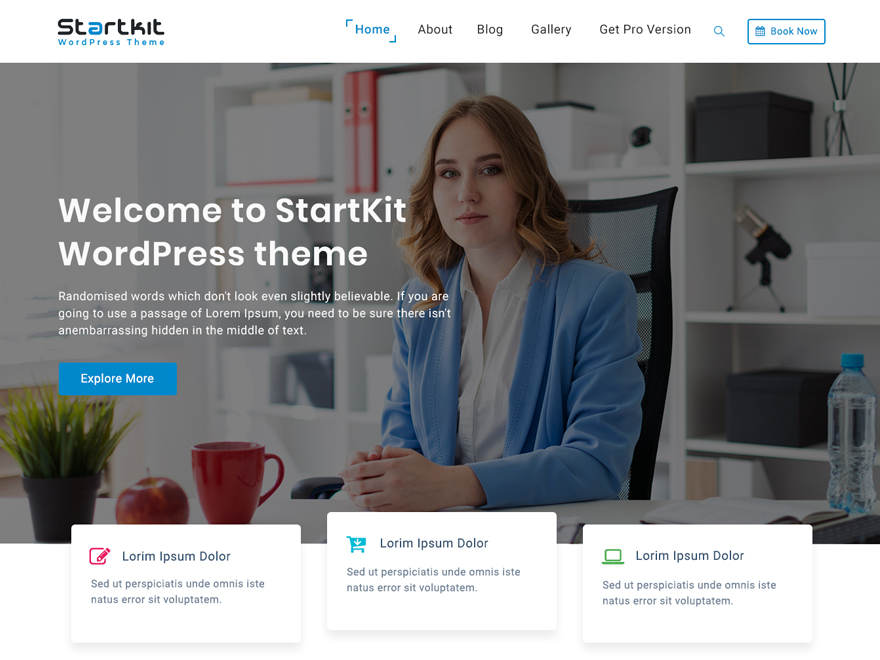 Startkit
WordPress Theme
Home About Blog Gallery Get Pro Version Book Now
Welcome to StartKit
WordPress theme
Randomised words which don't look even slightly believable. If you are
going to use a passage of Lorem Ipsum, you need to be sure there isn't
anembarrassing hidden in the middle of text.
Explore More
Lorim Ipsum Dolor
Sed ut perspiciatis unde omnis iste
natus error sit voluptatem.
Lorim Ipsum Dolor
Sed ut perspiciatis unde omnis iste
natus error sit voluptatem.
Lorim Ipsum Dolor
Sed ut perspiciatis unde omnis iste
natus error sit voluptatem.